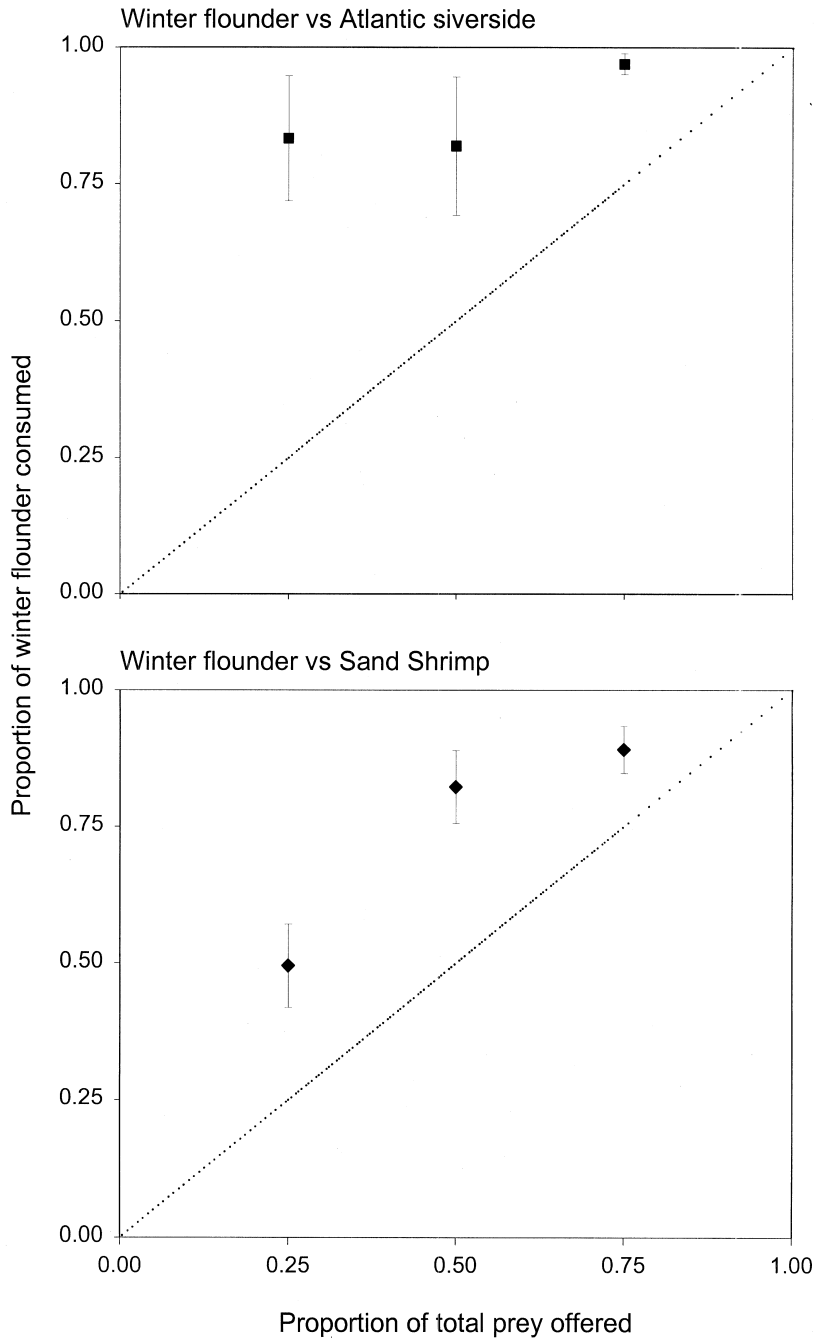 Winter flounder vs Atlantic siverside
1.00
0.75
0.50
0.25
0.00
Proportion of winter flounder consumed
Winter flounder vs Sand Shrimp
1.00
0.75
0.50
0.25
0.00
0.00 0.25 0.50 0.75 1.00
Proportion of total prey offered